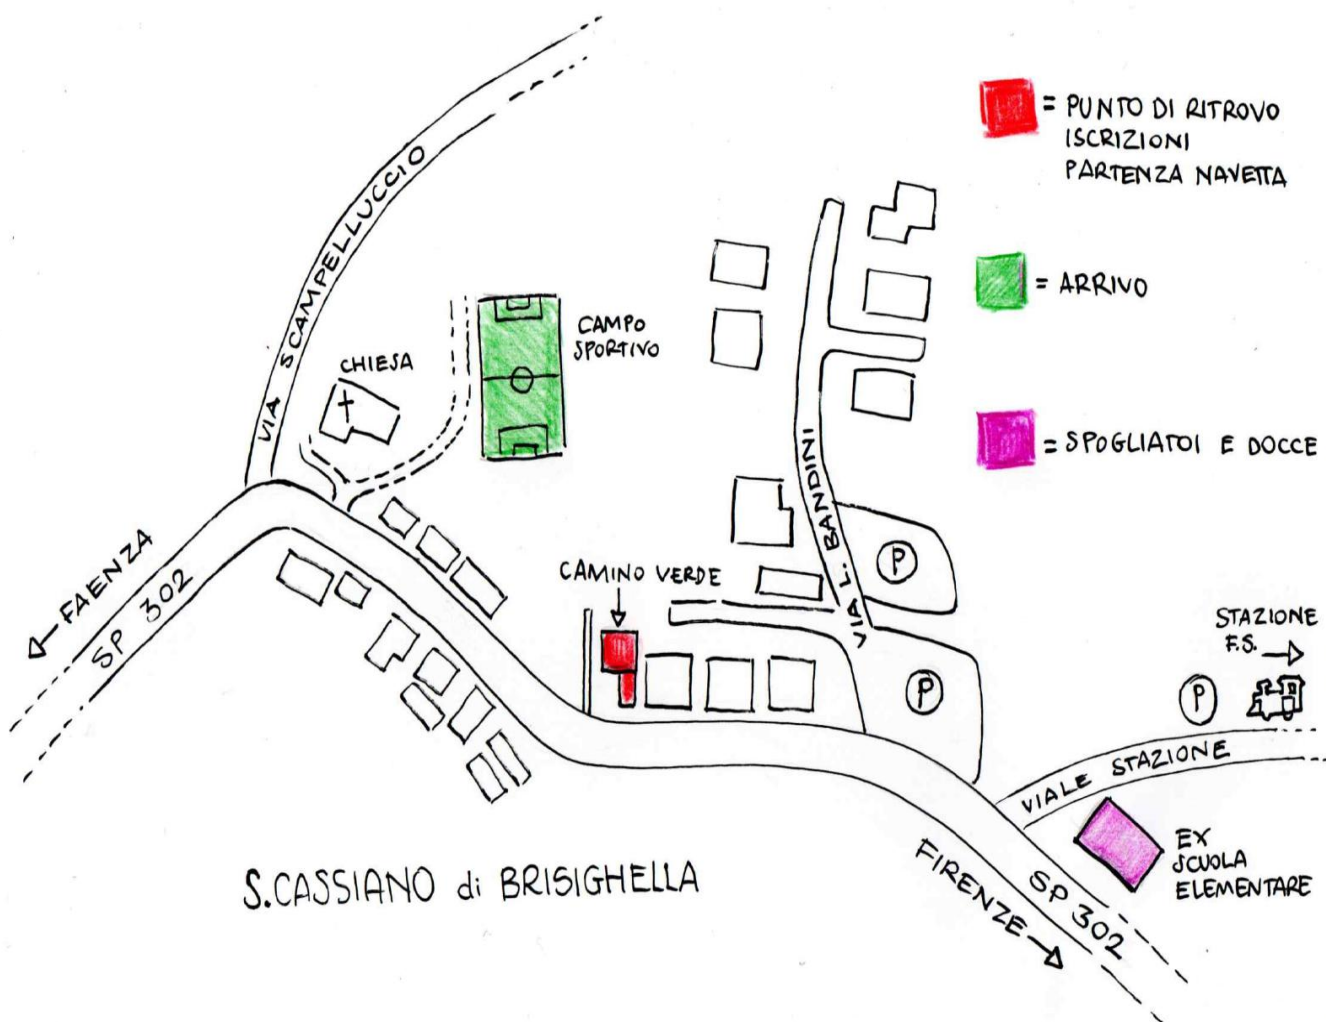 = PUNTO DI RITROVO
ISCRIZIONI
PARTENZA NAVETTA
= ARRIVO
= SPOGLIATOI E DOCCE
VIA SCAMPELLUCCIO
CHIESA
CAMPO
SPORTIVO
VIA L. BANDINI
P
CAMINO VERDE
← FAENZA
SP 302
P
STAZIONE
F.S. →
P
VIALE STAZIONE
EX
SCUOLA
ELEMENTARE
FIRENZE →
SP 302
S.CASSIANO di BRISIGHELLA